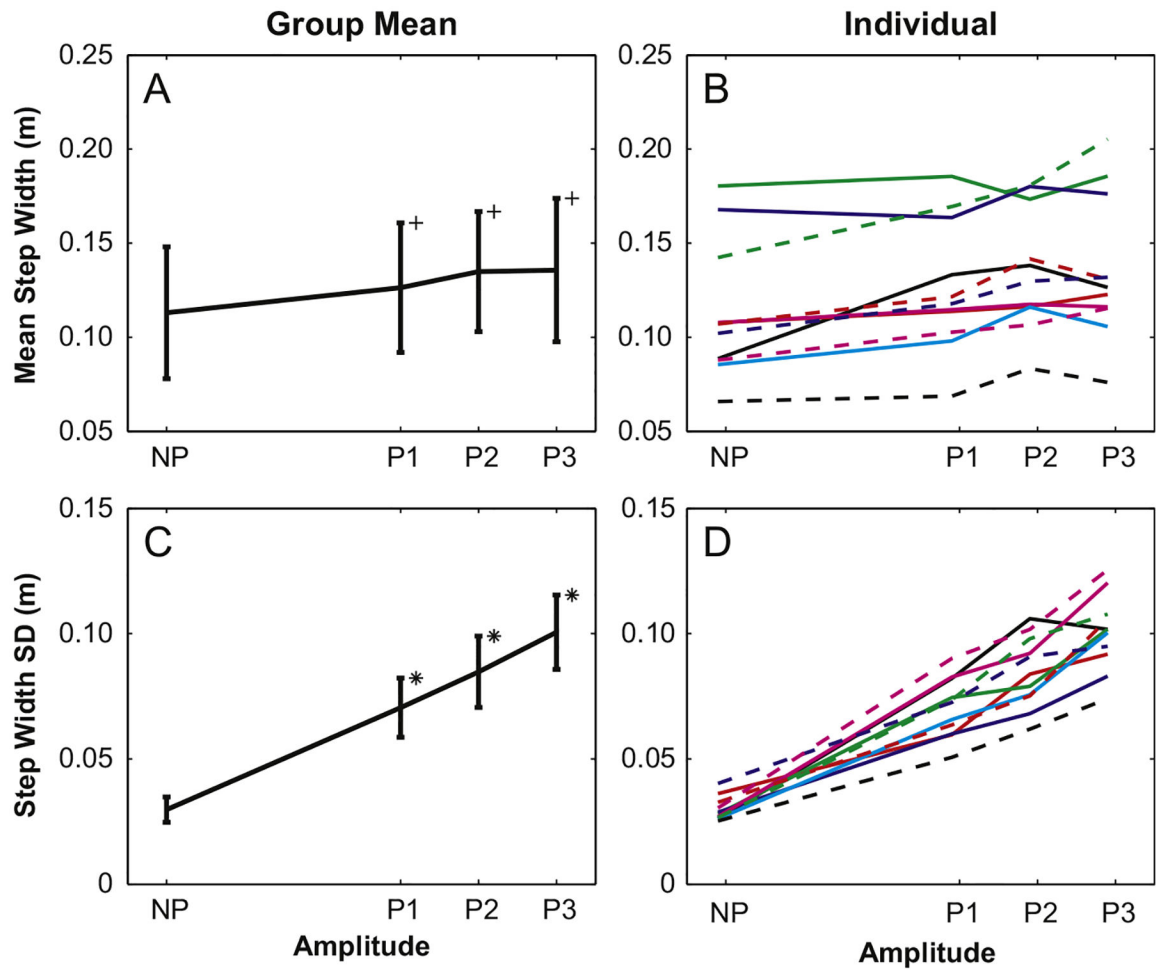 Group Mean
Individual
Mean Step Width (m)
0.25
0.20
0.15
0.10
0.05
A
+
+
+
NP P1 P2 P3
0.25
0.20
0.15
0.10
0.05
B
NP P1 P2 P3
Step Width SD (m)
0.15
0.10
0.05
0
C
*
*
*
NP P1 P2 P3
Amplitude
0.15
0.10
0.05
0
D
NP P1 P2 P3
Amplitude